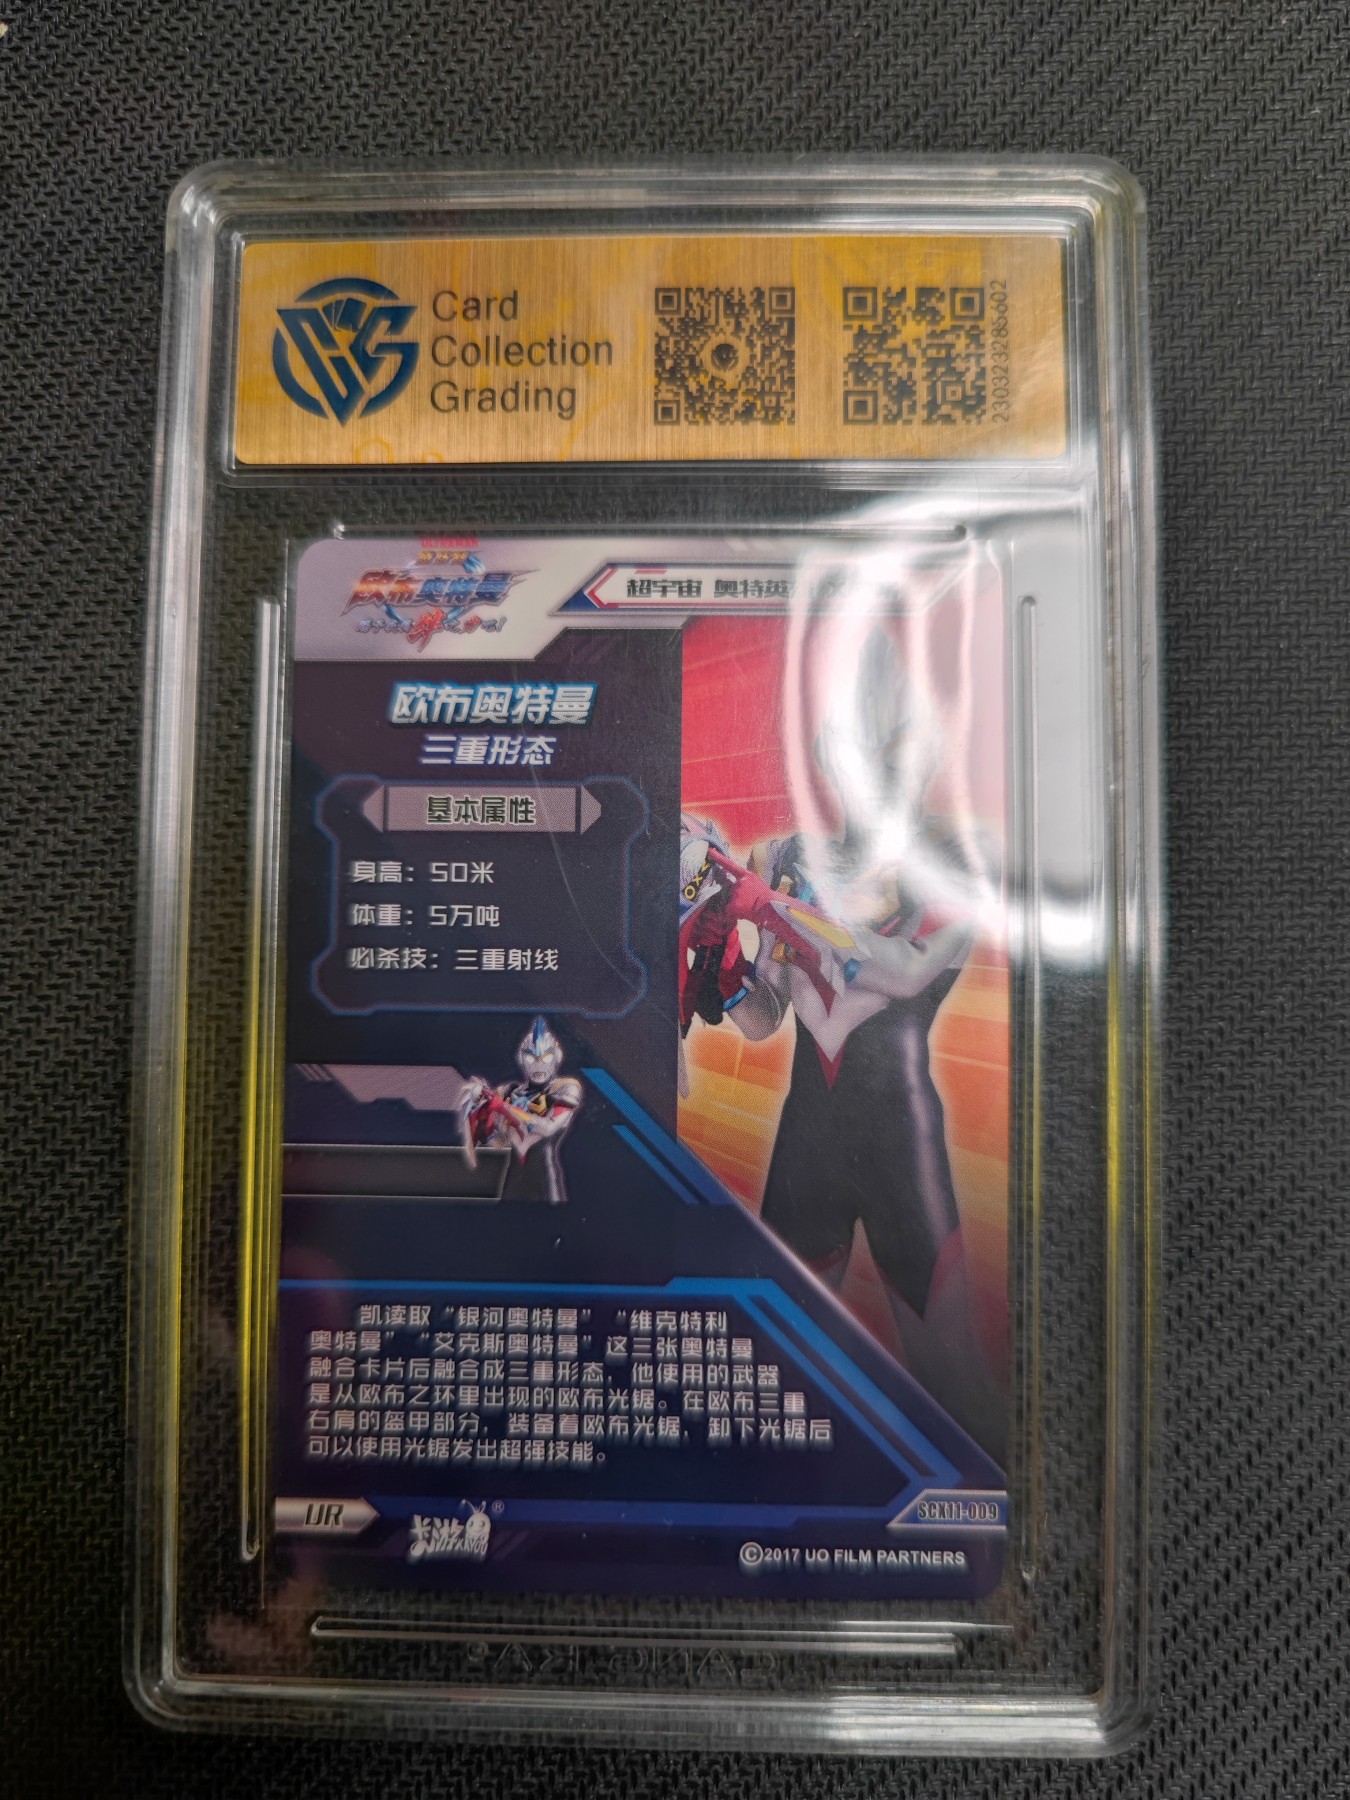 Card
Collection
Grading
2303232886602
欧布奥特曼
超宇宙 奥特英
欧布奥特曼
三重形态
基本属性
身高：50米
体重：5万吨
必杀技：三重射线
凯读取“银河奥特曼”“维克特利
奥特曼”“艾克斯奥特曼”这三张奥特曼
融合卡片后融合成三重形态，他使用的武器
是从欧布之环里出现的欧布光锯。在欧布三重
右肩的盔甲部分，装备着欧布光锯，卸下光锯后
可以使用光锯发出超强技能。
UR
卡游®
KAYOU
SCX11-009
©2017 UO FILM PARTNERS